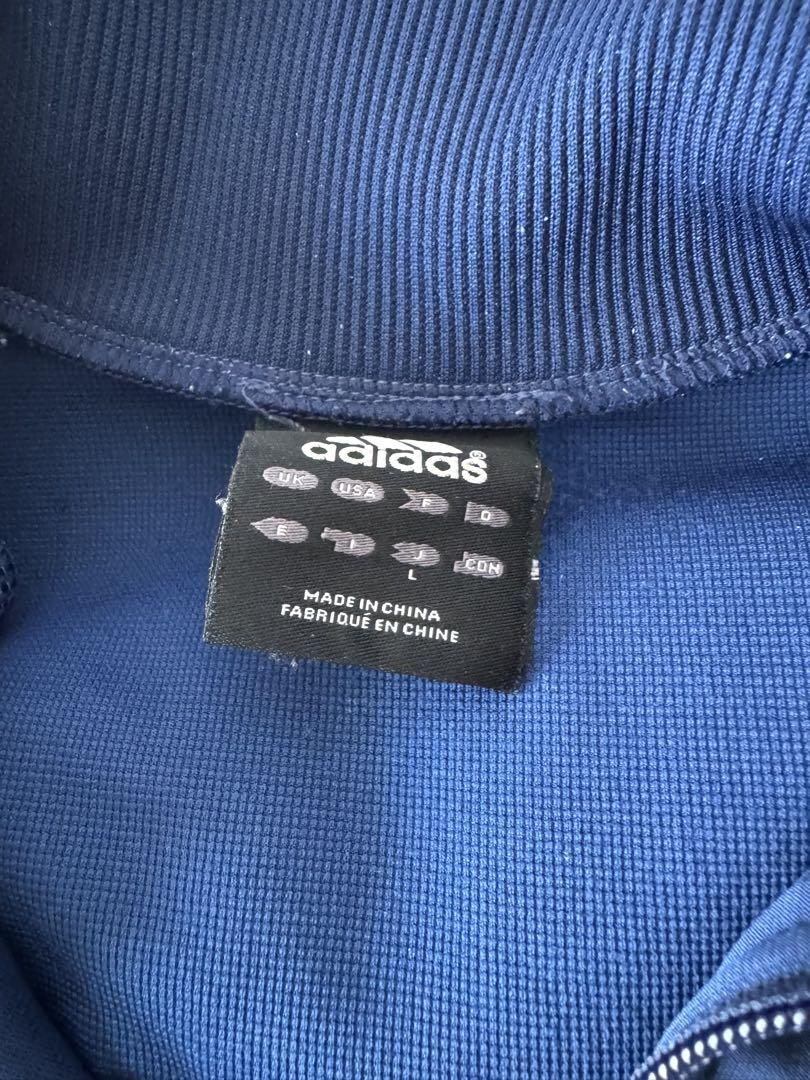 adidas®
UK USA F D
E I J CDN
L
MADE IN CHINA
FABRIQUÉ EN CHINE